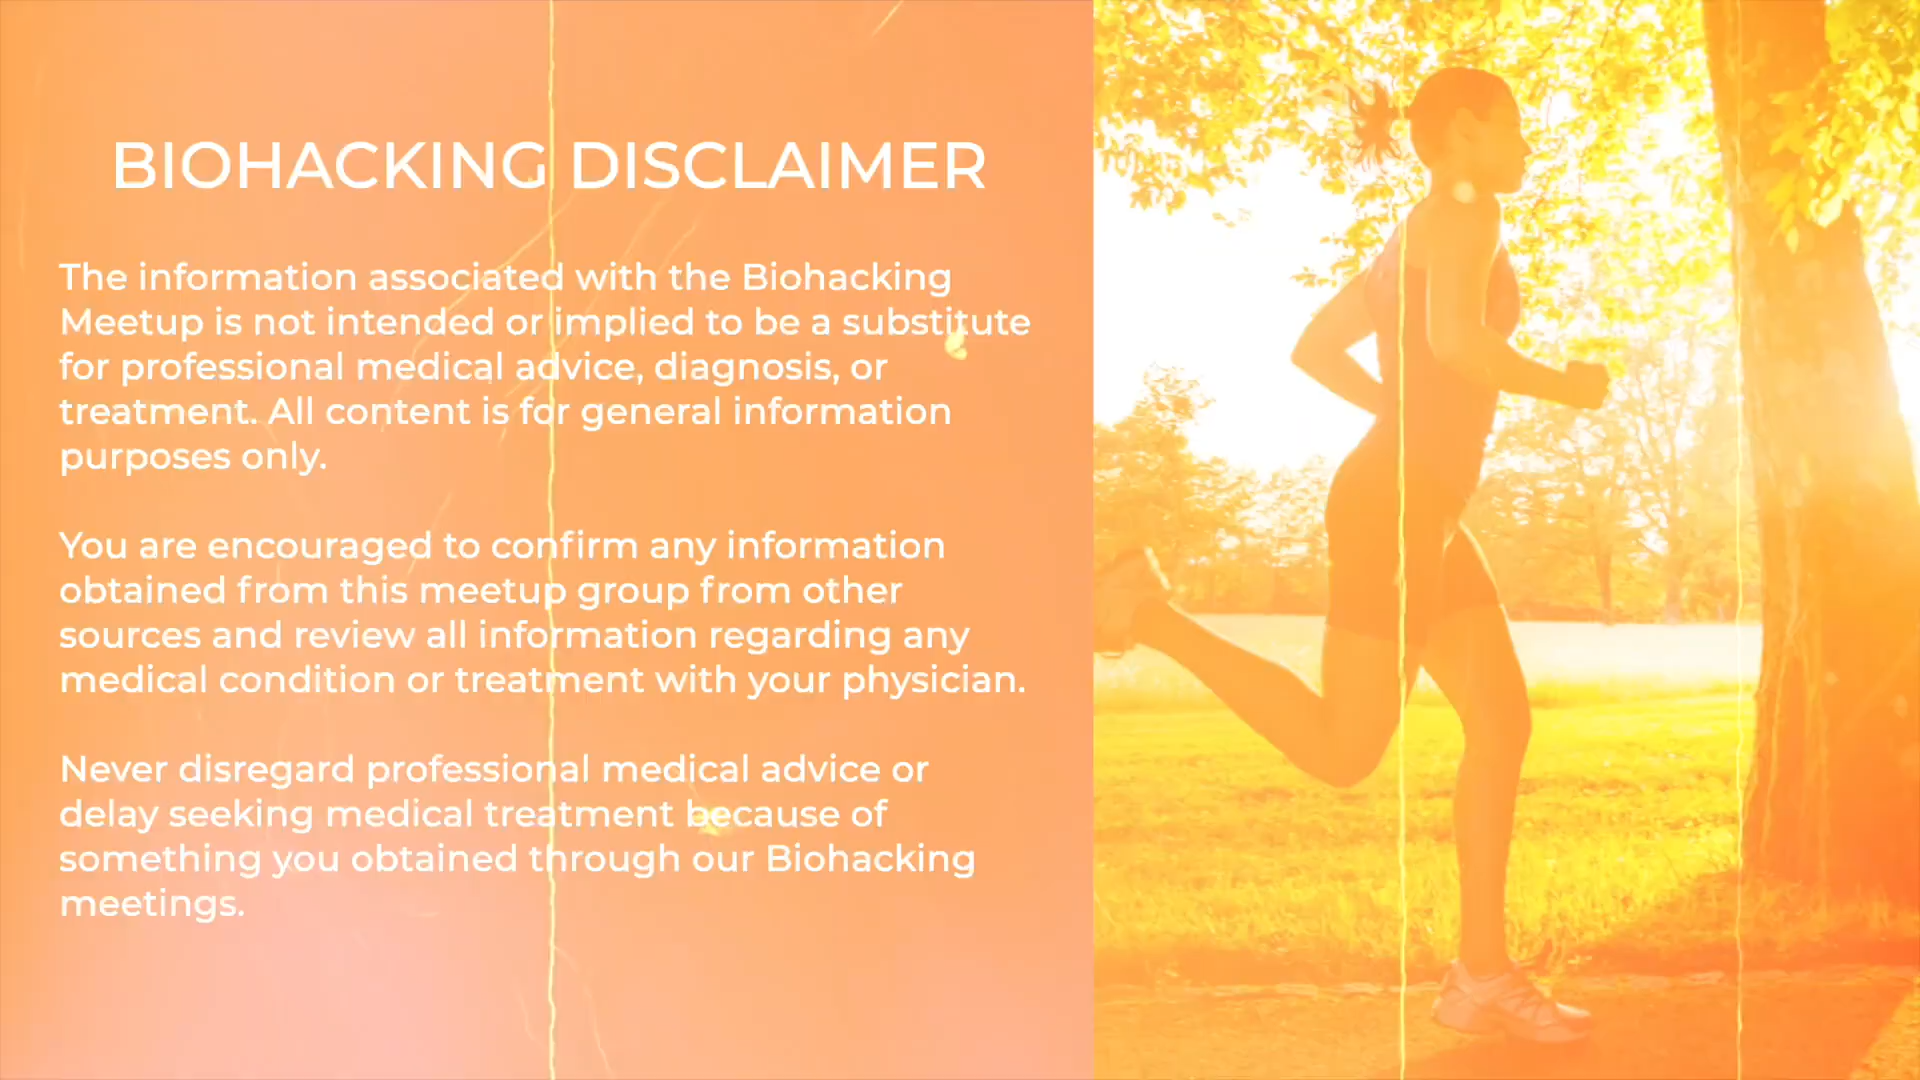 BIOHACKING DISCLAIMER
The information associated with the Biohacking
Meetup is not intended or implied to be a substitute
for professional medical advice, diagnosis, or
treatment. All content is for general information
purposes only.
You are encouraged to confirm any information
obtained from this meetup group from other
sources and review all information regarding any
medical condition or treatment with your physician.
Never disregard professional medical advice or
delay seeking medical treatment because of
something you obtained through our Biohacking
meetings.